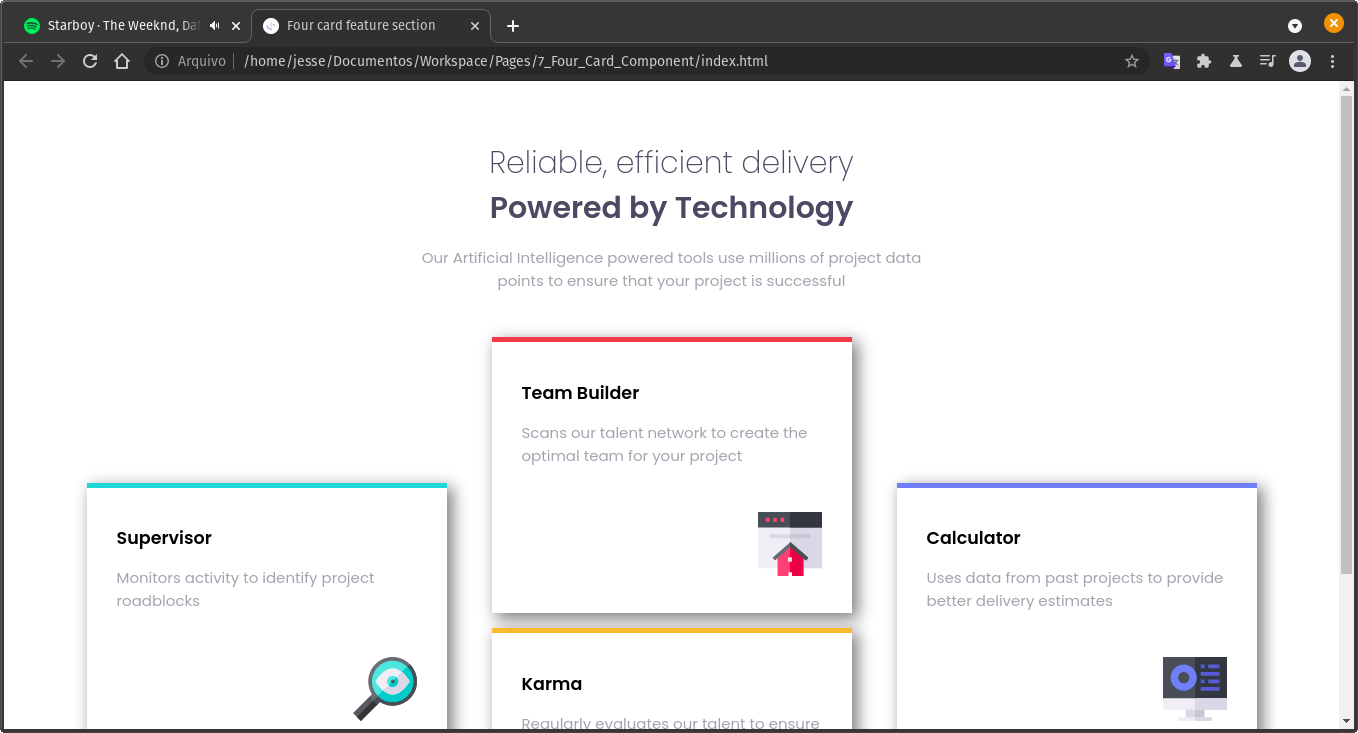 Starboy · The Weeknd, Da
Four card feature section
Arquivo
/home/jesse/Documentos/Workspace/Pages/7_Four_Card_Component/index.html
Reliable, efficient delivery
Powered by Technology
Our Artificial Intelligence powered tools use millions of project data
points to ensure that your project is successful
Team Builder
Scans our talent network to create the
optimal team for your project
Supervisor
Monitors activity to identify project
roadblocks
Calculator
Uses data from past projects to provide
better delivery estimates
Karma
Regularly evaluates our talent to ensure